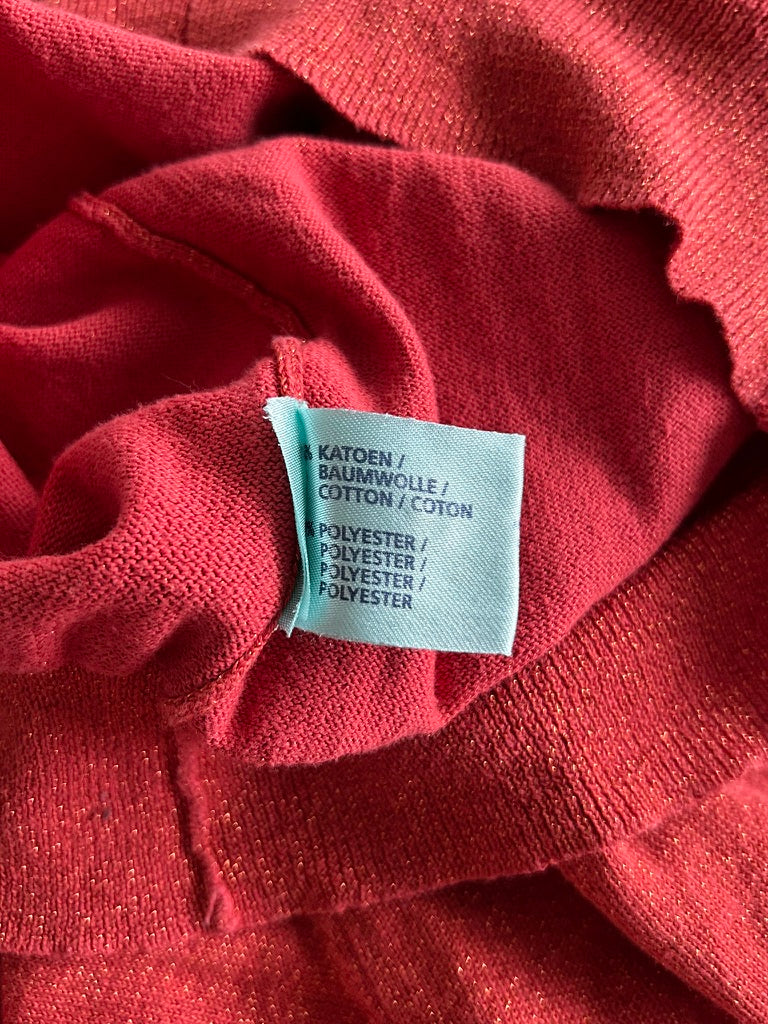 % KATOEN /
BAUMWOLLE /
COTTON / COTON
% POLYESTER /
POLYESTER /
POLYESTER /
POLYESTER